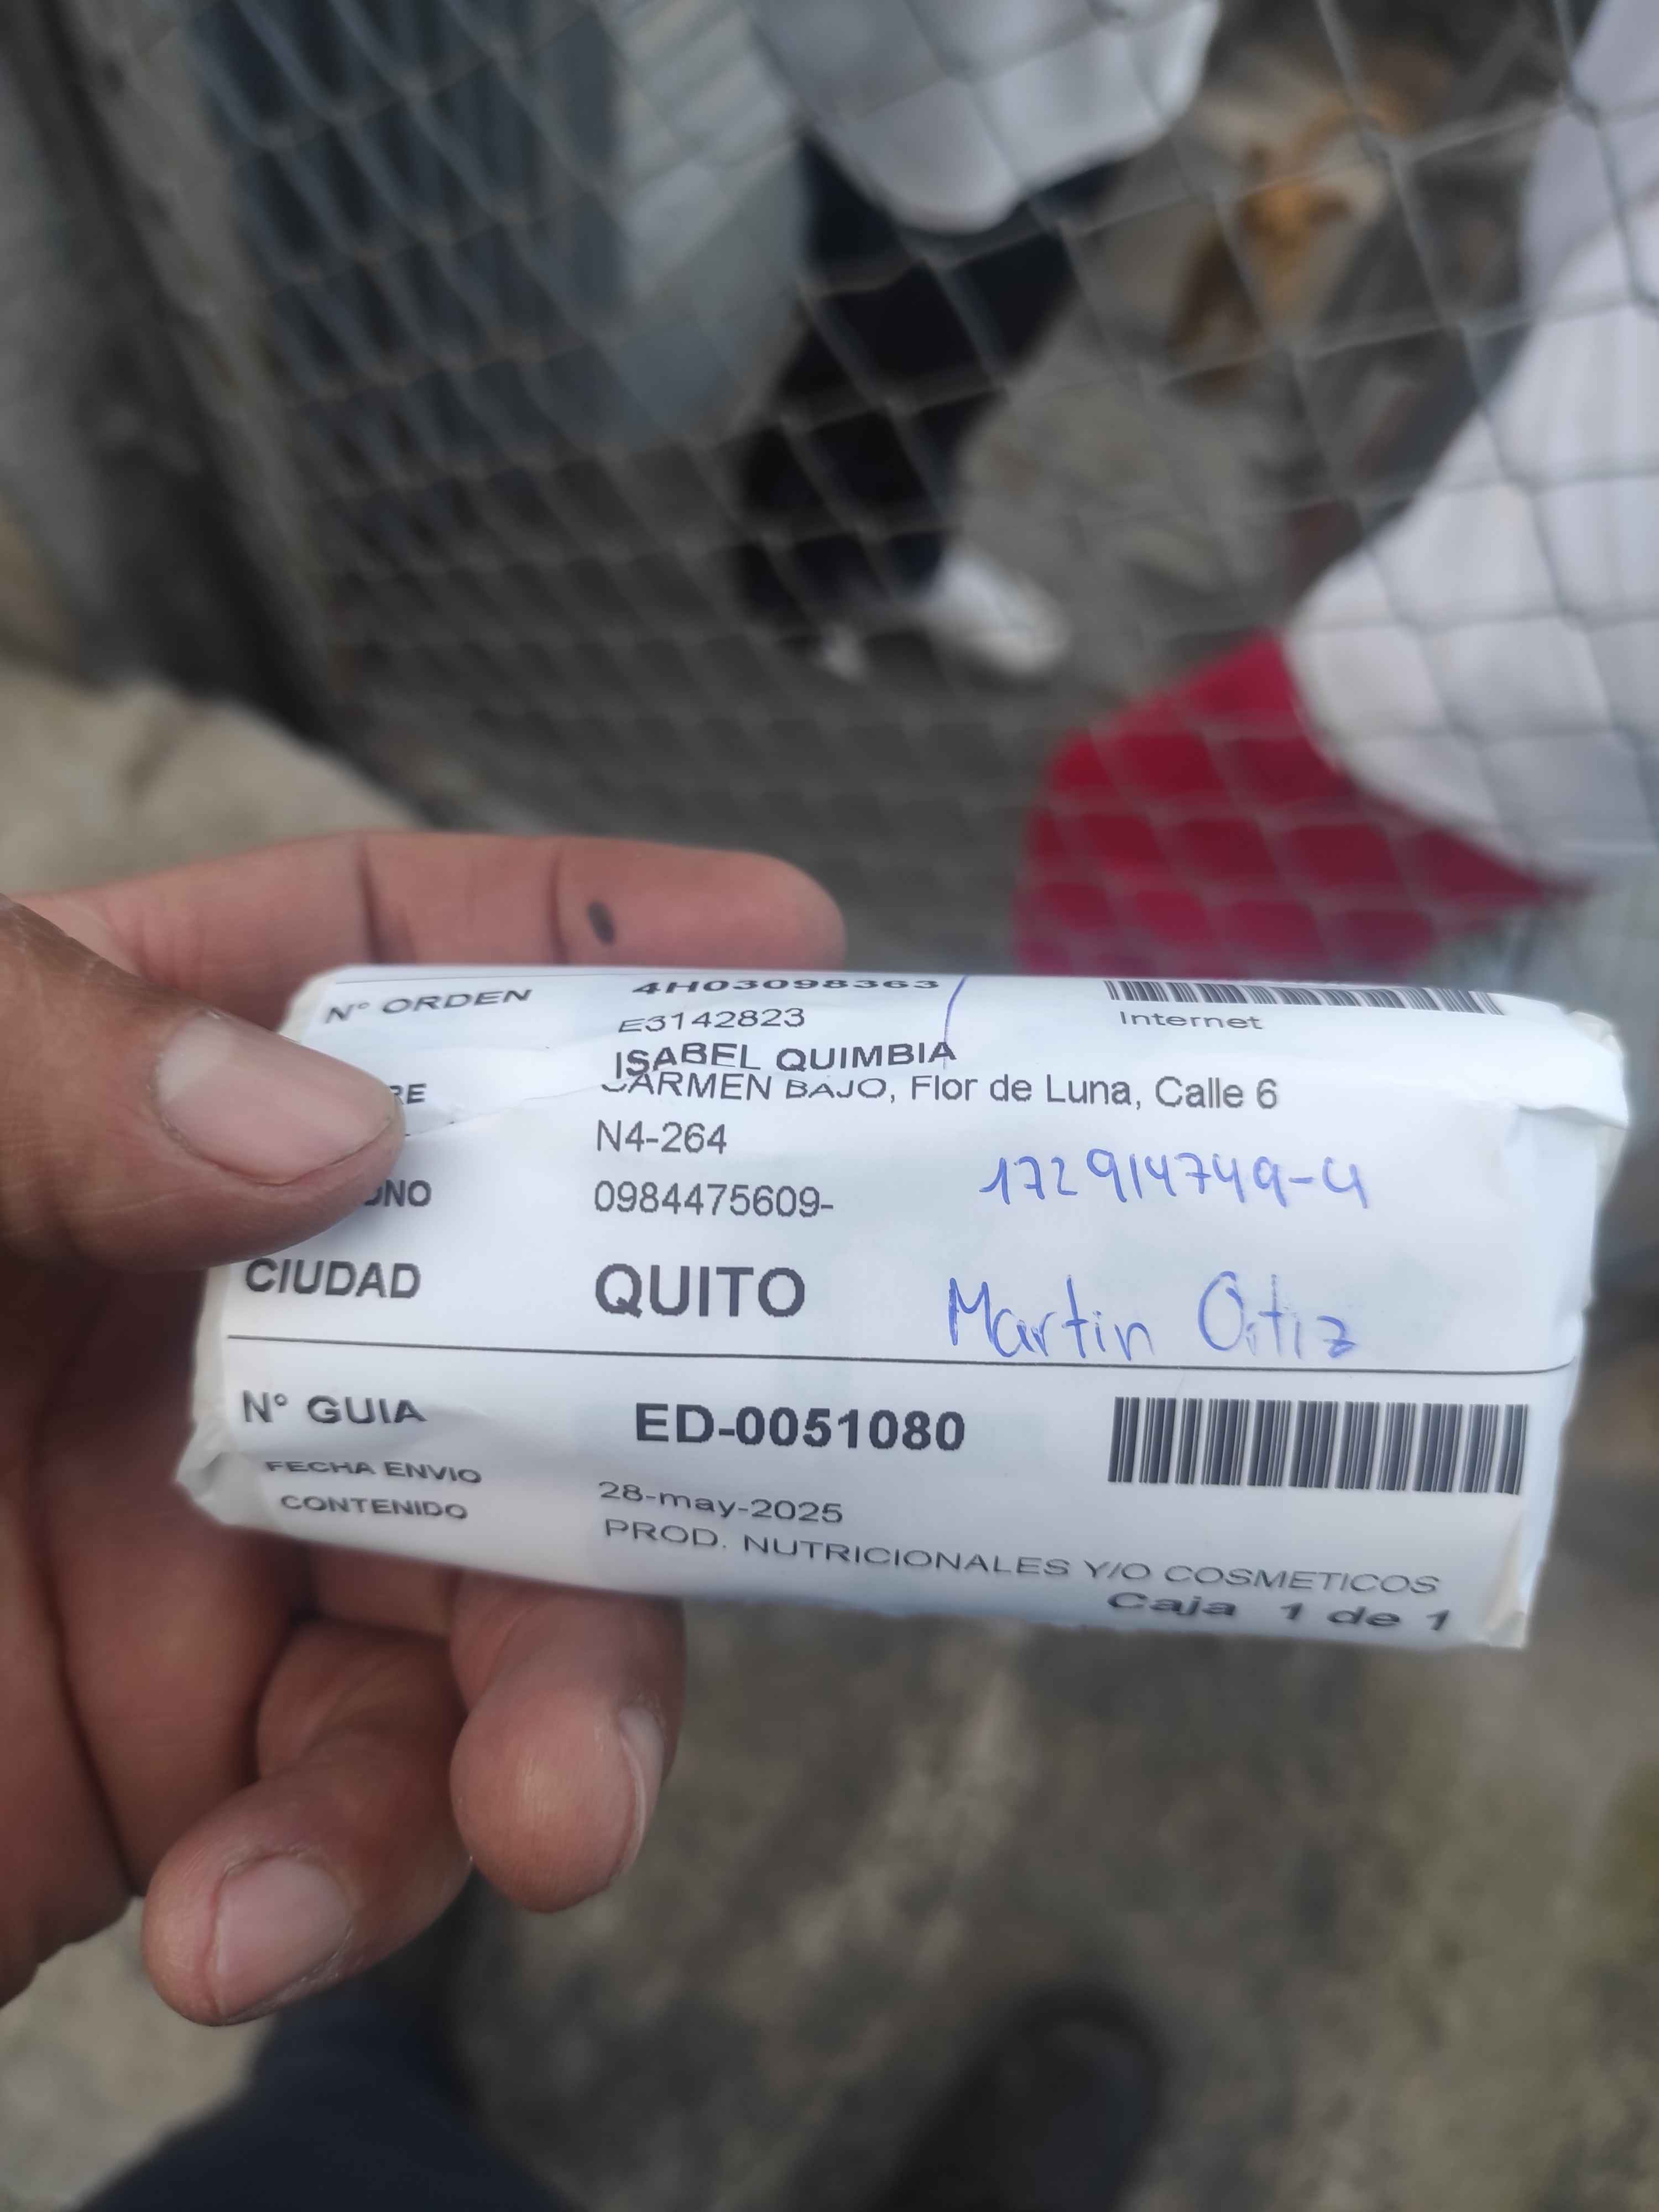 Nº ORDEN 4H03098363
E3142823 Internet
ISABEL QUIMBIA
CARMEN BAJO, Flor de Luna, Calle 6
N4-264
0984475609- 172914749-4
CIUDAD QUITO Martin Ortiz
Nº GUIA ED-0051080
FECHA ENVIO 28-may-2025
CONTENIDO PROD. NUTRICIONALES Y/O COSMETICOS
Caja 1 de 1